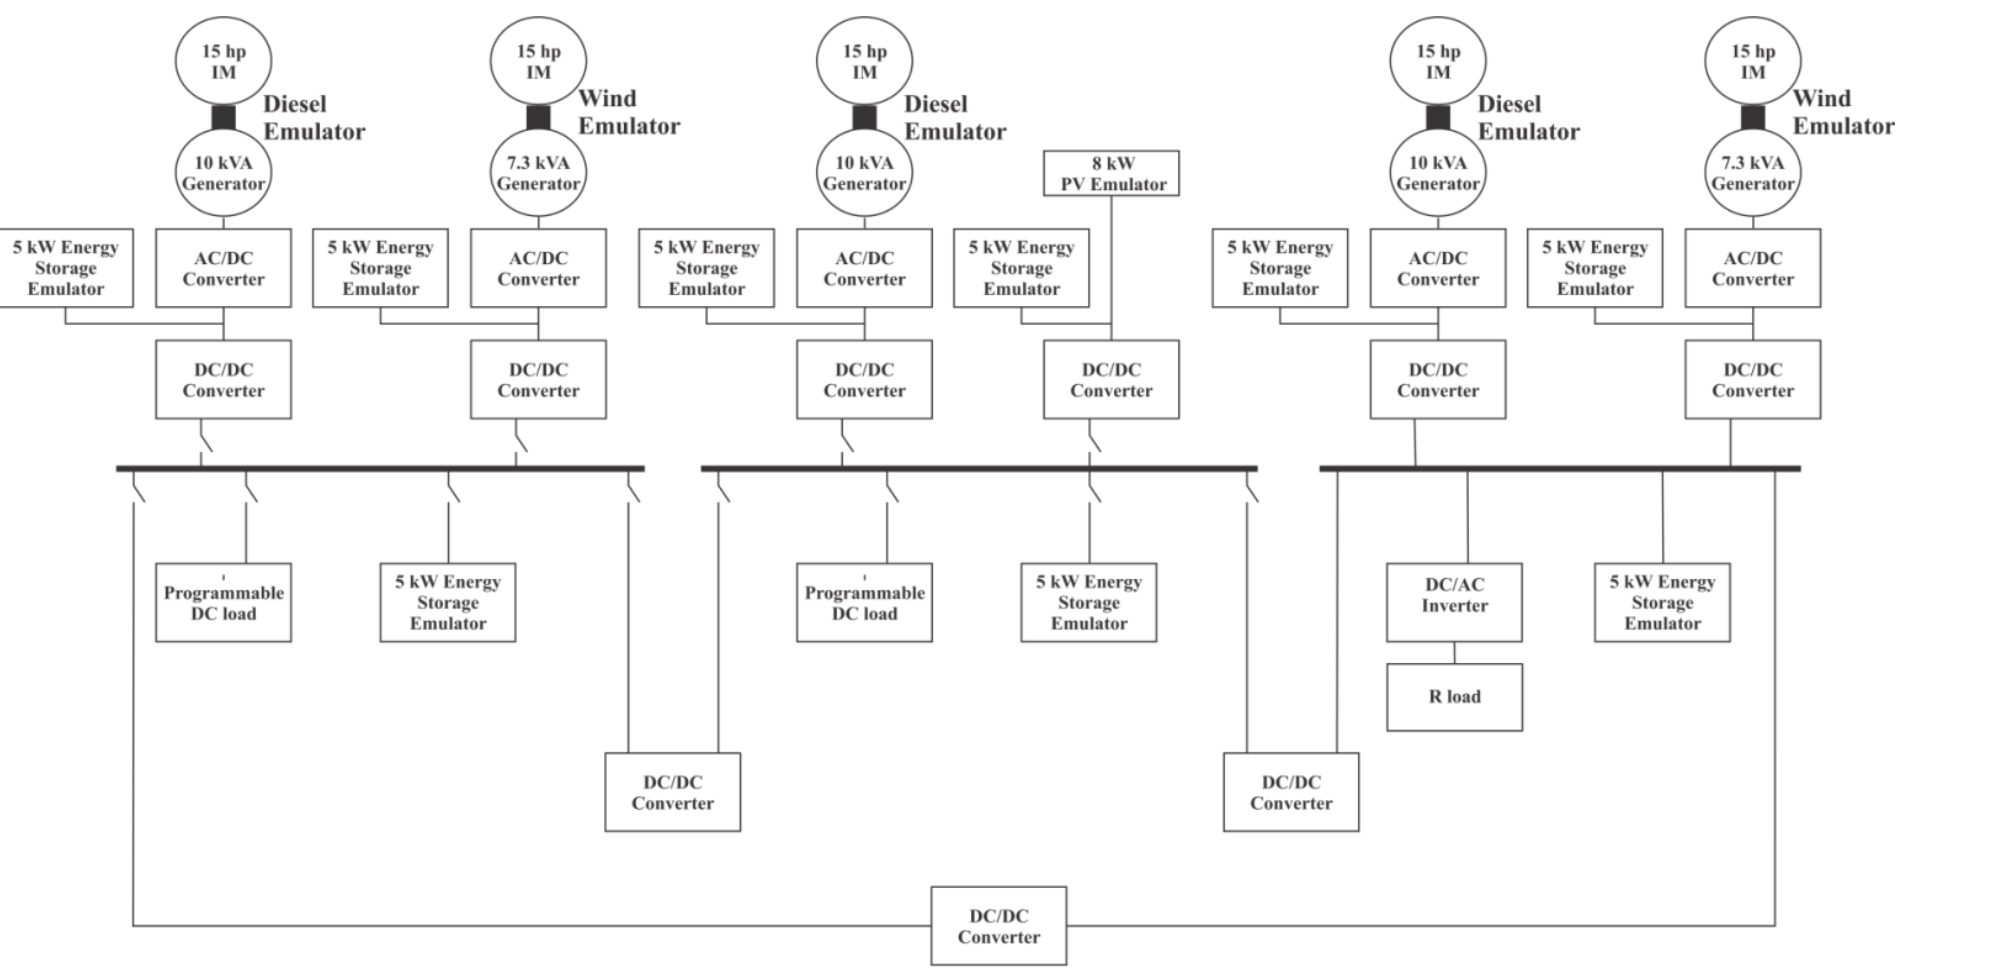 15 hp
IM
15 hp
IM
15 hp
IM
15 hp
IM
15 hp
IM
Diesel
Emulator
Wind
Emulator
Diesel
Emulator
Diesel
Emulator
Wind
Emulator
10 kVA
Generator
7.3 kVA
Generator
10 kVA
Generator
8 kW
PV Emulator
10 kVA
Generator
7.3 kVA
Generator
5 kW Energy
Storage
Emulator
AC/DC
Converter
5 kW Energy
Storage
Emulator
AC/DC
Converter
5 kW Energy
Storage
Emulator
AC/DC
Converter
5 kW Energy
Storage
Emulator
5 kW Energy
Storage
Emulator
AC/DC
Converter
5 kW Energy
Storage
Emulator
AC/DC
Converter
DC/DC
Converter
DC/DC
Converter
DC/DC
Converter
DC/DC
Converter
DC/DC
Converter
DC/DC
Converter
Programmable
DC load
5 kW Energy
Storage
Emulator
Programmable
DC load
5 kW Energy
Storage
Emulator
DC/AC
Inverter
5 kW Energy
Storage
Emulator
R load
DC/DC
Converter
DC/DC
Converter
DC/DC
Converter